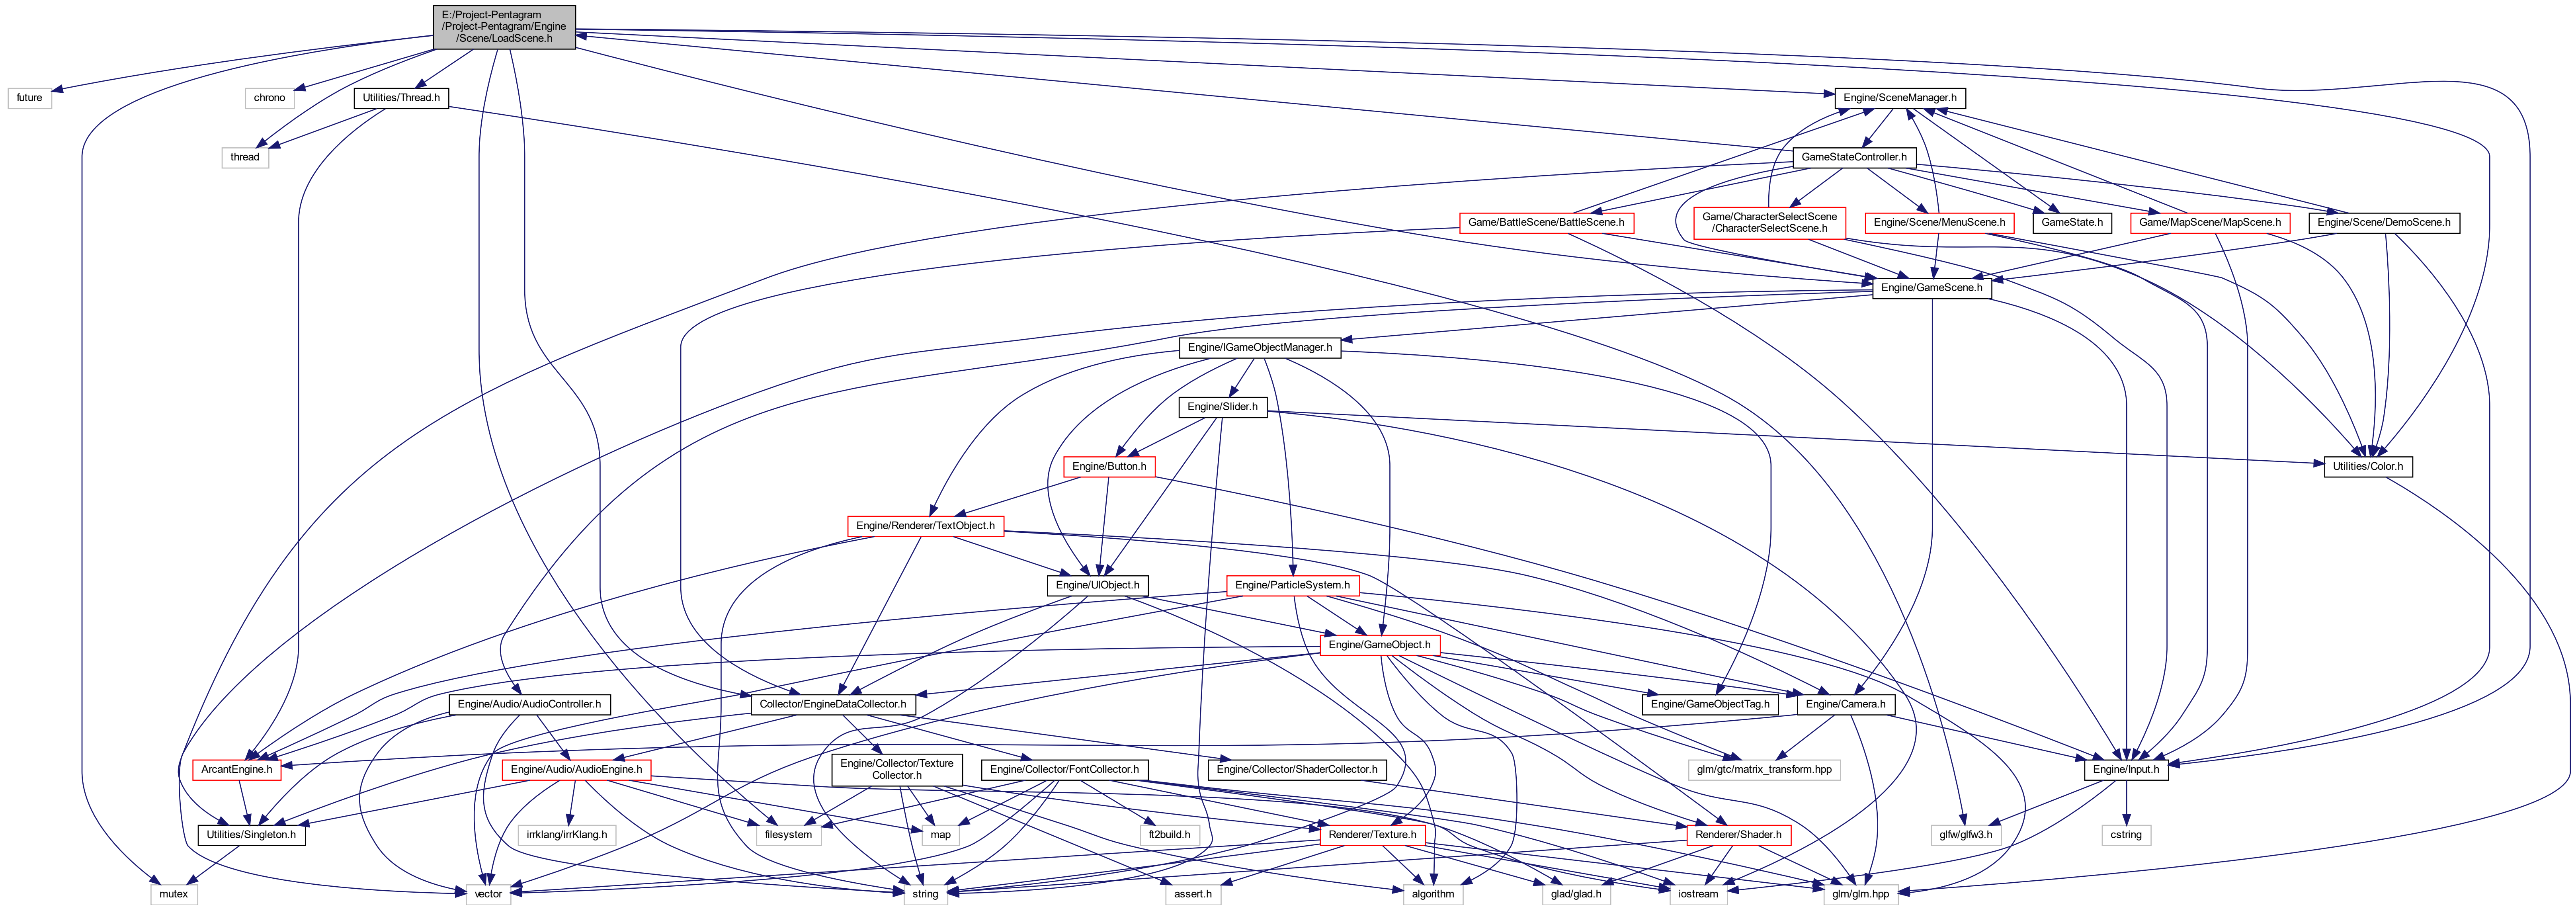 E:/Project-Pentagram
/Project-Pentagram/Engine
/Scene/LoadScene.h
future
chrono
Utilities/Thread.h
Engine/SceneManager.h
thread
GameStateController.h
Game/BattleScene/BattleScene.h
Game/CharacterSelectScene
/CharacterSelectScene.h
Engine/Scene/MenuScene.h
GameState.h
Game/MapScene/MapScene.h
Engine/Scene/DemoScene.h
Engine/GameScene.h
Engine/IGameObjectManager.h
Engine/Slider.h
Engine/Button.h
Utilities/Color.h
Engine/Renderer/TextObject.h
Engine/UIObject.h
Engine/ParticleSystem.h
Engine/GameObject.h
Engine/Audio/AudioController.h
Collector/EngineDataCollector.h
Engine/GameObjectTag.h
Engine/Camera.h
ArcantEngine.h
Engine/Audio/AudioEngine.h
Engine/Collector/Texture
Collector.h
Engine/Collector/FontCollector.h
Engine/Collector/ShaderCollector.h
glm/gtc/matrix_transform.hpp
Engine/Input.h
Utilities/Singleton.h
irrklang/irrKlang.h
filesystem
map
ft2build.h
Renderer/Texture.h
Renderer/Shader.h
glfw/glfw3.h
cstring
mutex
vector
string
assert.h
algorithm
glad/glad.h
iostream
glm/glm.hpp